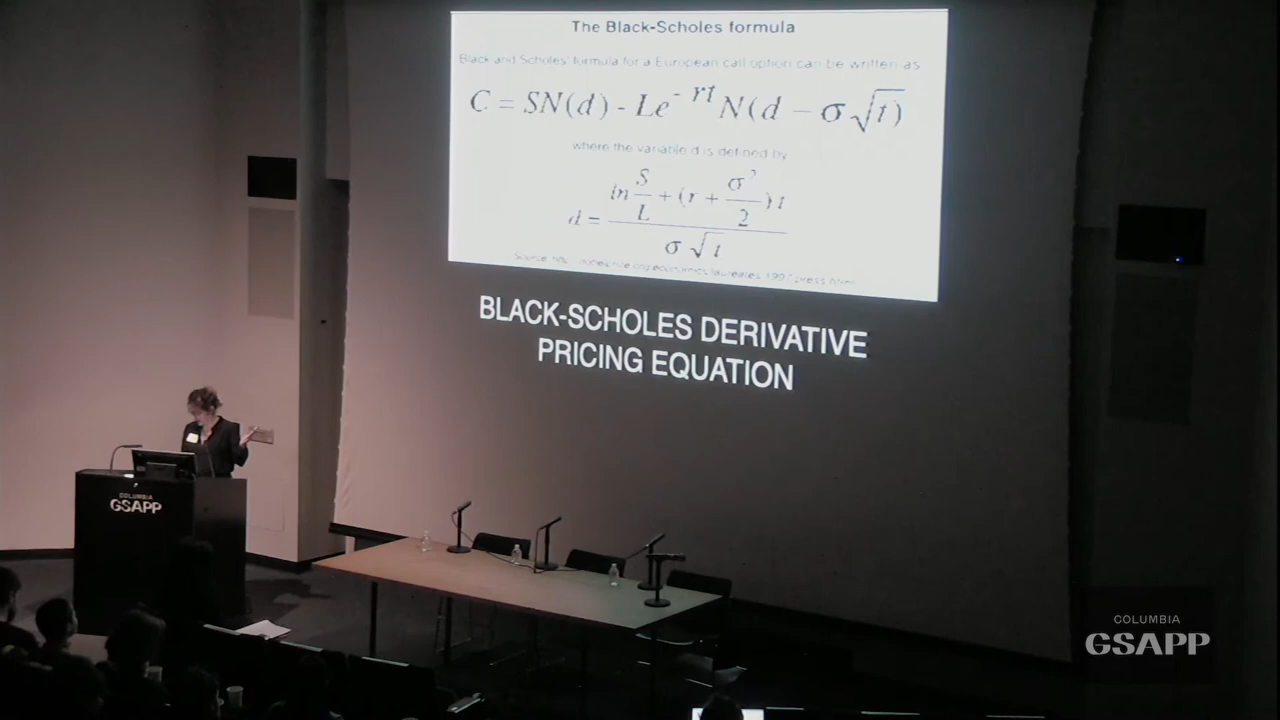 The Black-Scholes formula
Black and Scholes' formula for a European call option can be written as
C = SN(d) - Le^{-rt} N(d - σ√t)
where the variable d is defined by
d = (ln S/L + (r + σ²/2) t) / (σ√t)
BLACK-SCHOLES DERIVATIVE
PRICING EQUATION
COLUMBIA
GSAPP
COLUMBIA
GSAPP